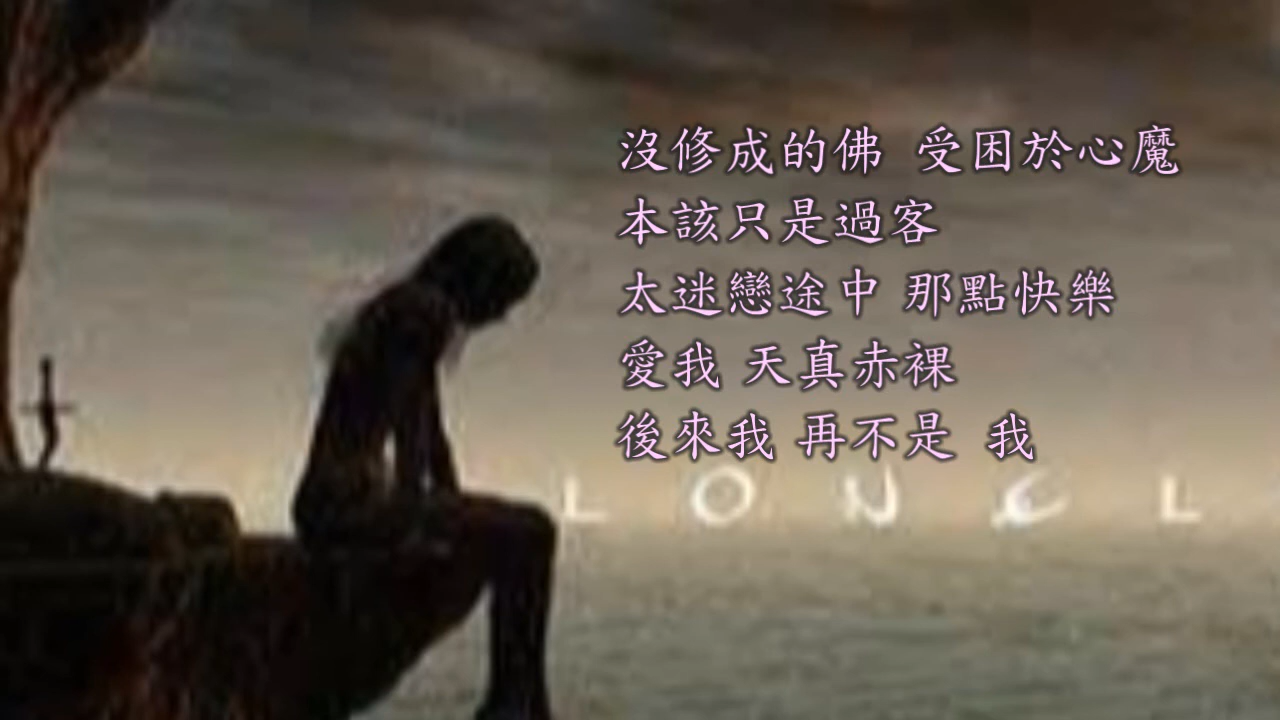 沒修成的佛 受困於心魔
本該只是過客
太迷戀途中 那點快樂
愛我 天真赤裸
後來我 再不是 我
LONEL